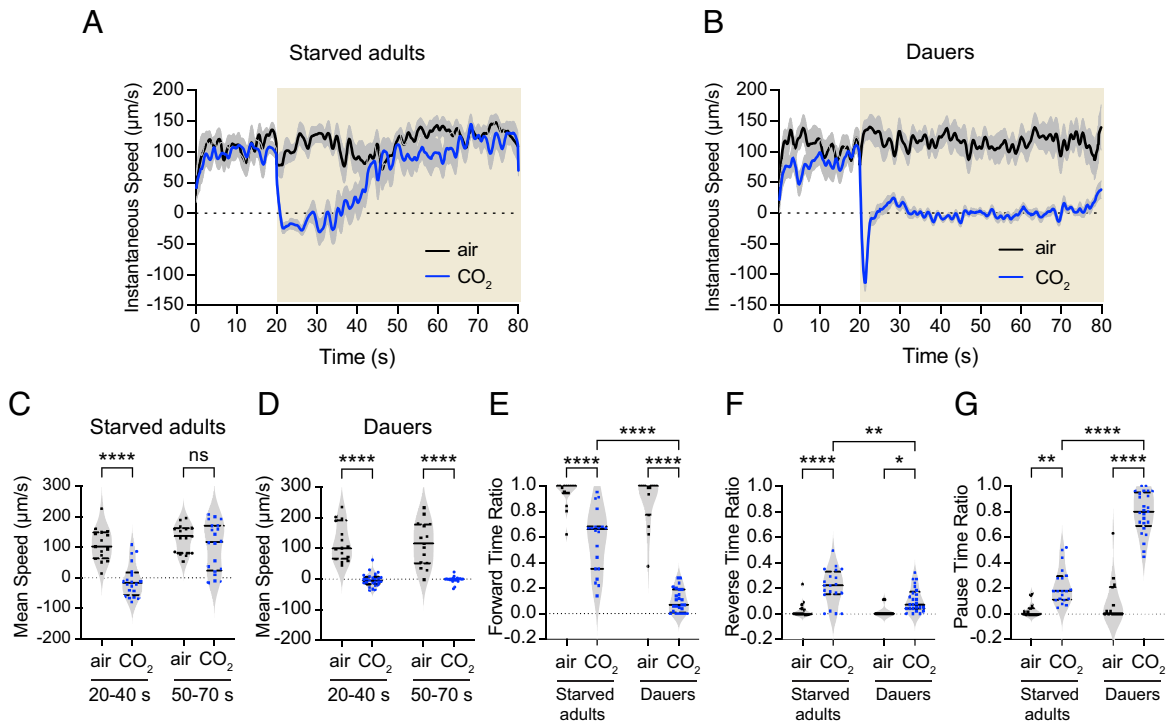 A
B
Starved adults
Dauers
Instantaneous Speed (µm/s)
200
150
100
50
0
-50
-100
-150
air
CO2
0 10 20 30 40 50 60 70 80
Time (s)
Instantaneous Speed (µm/s)
200
150
100
50
0
-50
-100
-150
air
CO2
0 10 20 30 40 50 60 70 80
Time (s)
C
Starved adults
Mean Speed (µm/s)
300
200
100
0
-100
200
**** ns
air CO2 air CO2
20-40 s 50-70 s
D
Dauers
Mean Speed (µm/s)
300
200
100
0
-100
200
**** ****
air CO2 air CO2
20-40 s 50-70 s
E
Forward Time Ratio
1.0
0.8
0.6
0.4
0.2
0.0
-0.2
****
**** ****
air CO2 air CO2
Starved adults
Dauers
F
Reverse Time Ratio
1.0
0.8
0.6
0.4
0.2
0.0
-0.2
**
**** *
air CO2 air CO2
Starved adults
Dauers
G
Pause Time Ratio
1.0
0.8
0.6
0.4
0.2
0.0
-0.2
****
** ****
air CO2 air CO2
Starved adults
Dauers